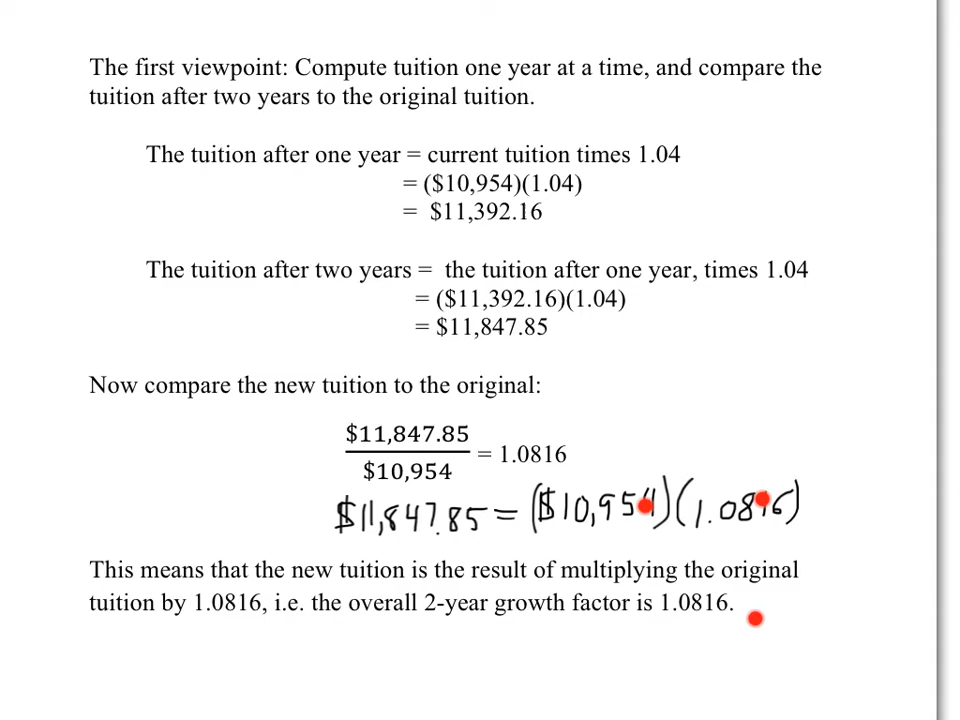 The first viewpoint: Compute tuition one year at a time, and compare the
tuition after two years to the original tuition.
The tuition after one year = current tuition times 1.04
= ($10,954)(1.04)
= $11,392.16
The tuition after two years = the tuition after one year, times 1.04
= ($11,392.16)(1.04)
= $11,847.85
Now compare the new tuition to the original:
$11,847.85
= 1.0816
$10,954
$11,847.85 = ($10,954)(1.0816)
This means that the new tuition is the result of multiplying the original
tuition by 1.0816, i.e. the overall 2-year growth factor is 1.0816.